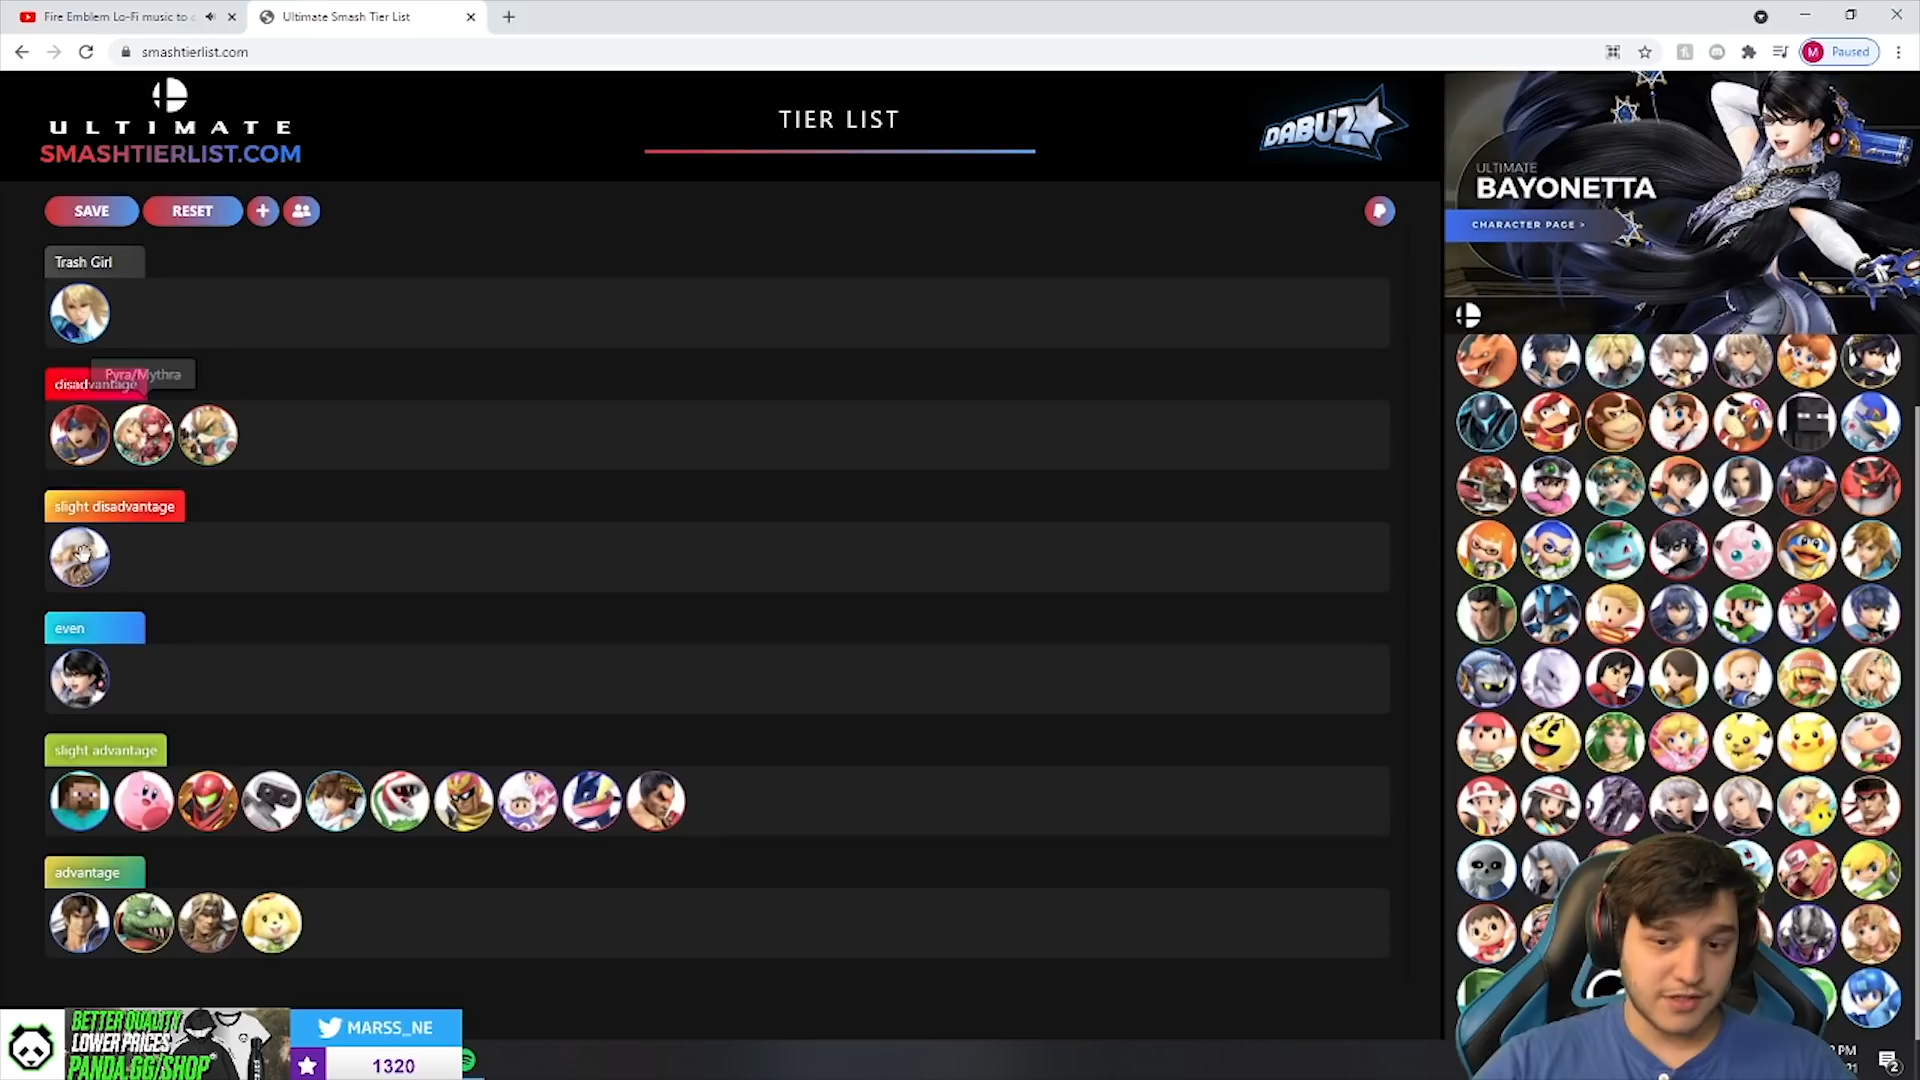 Fire Emblem Lo-Fi music to
Ultimate Smash Tier List
smashtierlist.com
M Paused
ULTIMATE
SMASHTIERLIST.COM
TIER LIST
DABUZ
ULTIMATE
BAYONETTA
CHARACTER PAGE >
SAVE
RESET
Trash Girl
Pyra/Mythra
disadvantage
slight disadvantage
even
slight advantage
advantage
BETTER QUALITY
LOWER PRICES
PANDA.GG/SHOP
MARSS_NE
1320
PM
21
2